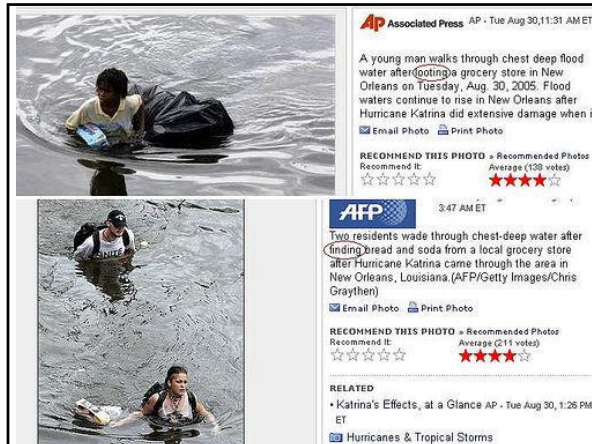 AP Associated Press AP - Tue Aug 30,11:31 AM ET
A young man walks through chest deep flood
water after looting a grocery store in New
Orleans on Tuesday, Aug. 30, 2005. Flood
waters continue to rise in New Orleans after
Hurricane Katrina did extensive damage when i
Email Photo Print Photo
RECOMMEND THIS PHOTO » Recommended Photos
Recommend It: Average (138 votes)
AFP 3:47 AM ET
Two residents wade through chest-deep water after
finding bread and soda from a local grocery store
after Hurricane Katrina came through the area in
New Orleans, Louisiana.(AFP/Getty Images/Chris
Graythen)
Email Photo Print Photo
RECOMMEND THIS PHOTO » Recommended Photos
Recommend It: Average (211 votes)
RELATED
• Katrina's Effects, at a Glance AP - Tue Aug 30, 1:26 PM
ET
Hurricanes & Tropical Storms